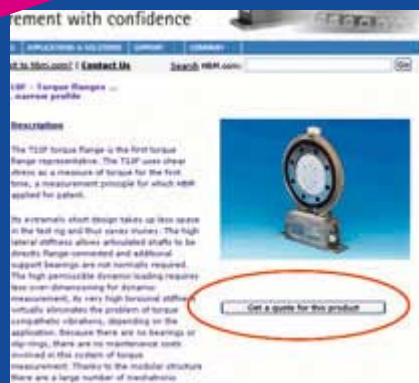 rement with confidence
APPLICATIONS & SOLUTIONS SUPPORT COMPANY
to hbm.com? | Contact Us Search HBM.com: Go
T10F - Torque flanges ...
narrow profile
Description
The T10F torque flange is the first torque
flange representative. The T10F uses shear
stress as a measure of torque for the first
time, a measurement principle for which HBM
applied for patent.
Its extremely short design takes up less space
in the test rig and thus saves money. The high
lateral stiffness allows articulated shafts to be
directly flange-connected and additional
support bearings are not normally required.
The high permissible dynamic loading requires
less over-dimensioning for dynamic
measurement, its very high torsional stiffness
virtually eliminates the problem of torque
sympathetic vibrations, depending on the
application. Because there are no bearings or
slip-rings, there are no maintenance costs
involved in this system of torque
measurement. Thanks to the modular structure
there are a large number of mechatronic
Get a quote for this product